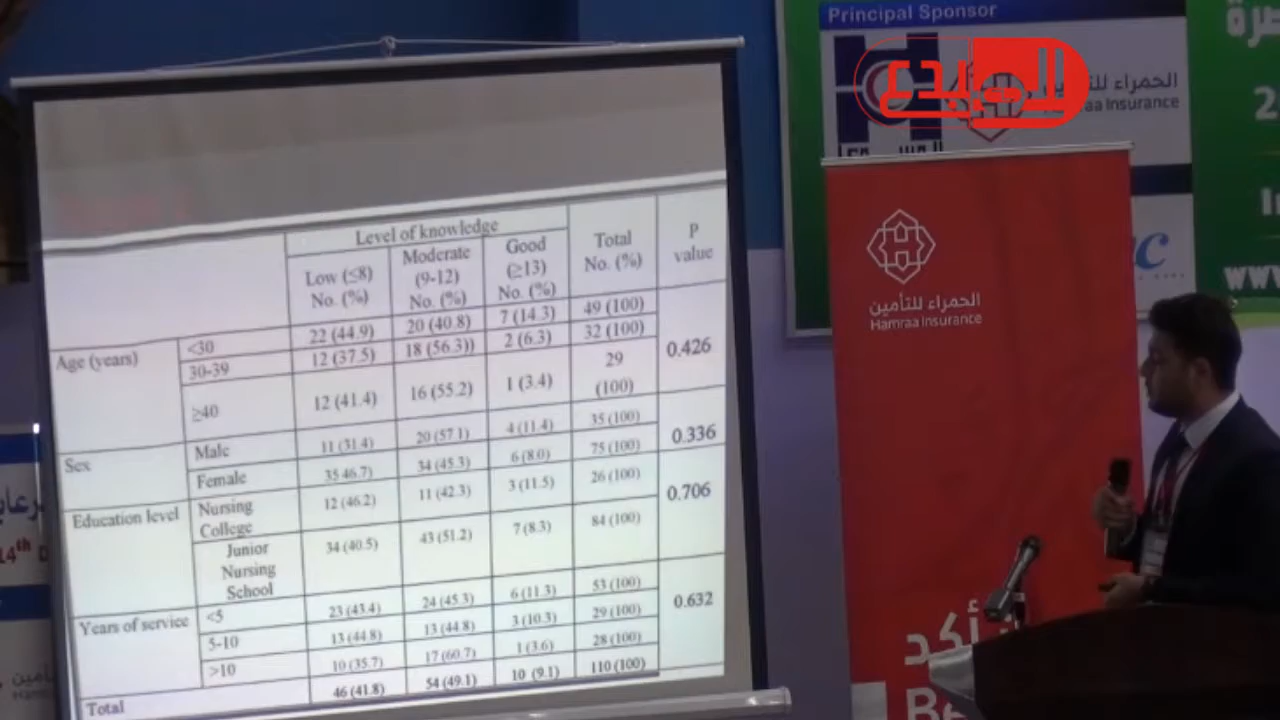 Principal Sponsor
المبدع
الحمراء للتأمين
Hamraa Insurance
Level of knowledge
Low (≤8) No. (%)
Moderate (9-12) No. (%)
Good (≥13) No. (%)
Total No. (%)
P value
Age (years) <30 22 (44.9) 20 (40.8) 7 (14.3) 49 (100) 0.426
30-39 12 (37.5) 18 (56.3)) 2 (6.3) 32 (100)
≥40 12 (41.4) 16 (55.2) 1 (3.4) 29 (100)
Sex Male 11 (31.4) 20 (57.1) 4 (11.4) 35 (100) 0.336
Female 35 46.7) 34 (45.3) 6 (8.0) 75 (100)
Education level Nursing College 12 (46.2) 11 (42.3) 3 (11.5) 26 (100) 0.706
Junior Nursing School 34 (40.5) 43 (51.2) 7 (8.3) 84 (100)
Years of service <5 23 (43.4) 24 (45.3) 6 (11.3) 53 (100) 0.632
5-10 13 (44.8) 13 (44.8) 3 (10.3) 29 (100)
>10 10 (35.7) 17 (60.7) 1 (3.6) 28 (100)
Total 46 (41.8) 54 (49.1) 10 (9.1) 110 (100)
الحمراء للتأمين
Hamraa Insurance
www.
14th